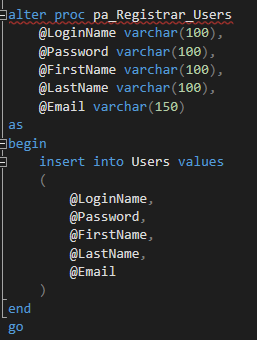 alter proc pa_Registrar_Users
@LoginName varchar(100),
@Password varchar(100),
@FirstName varchar(100),
@LastName varchar(100),
@Email varchar(150)
as
begin
insert into Users values
(
@LoginName,
@Password,
@FirstName,
@LastName,
@Email
)
end
go